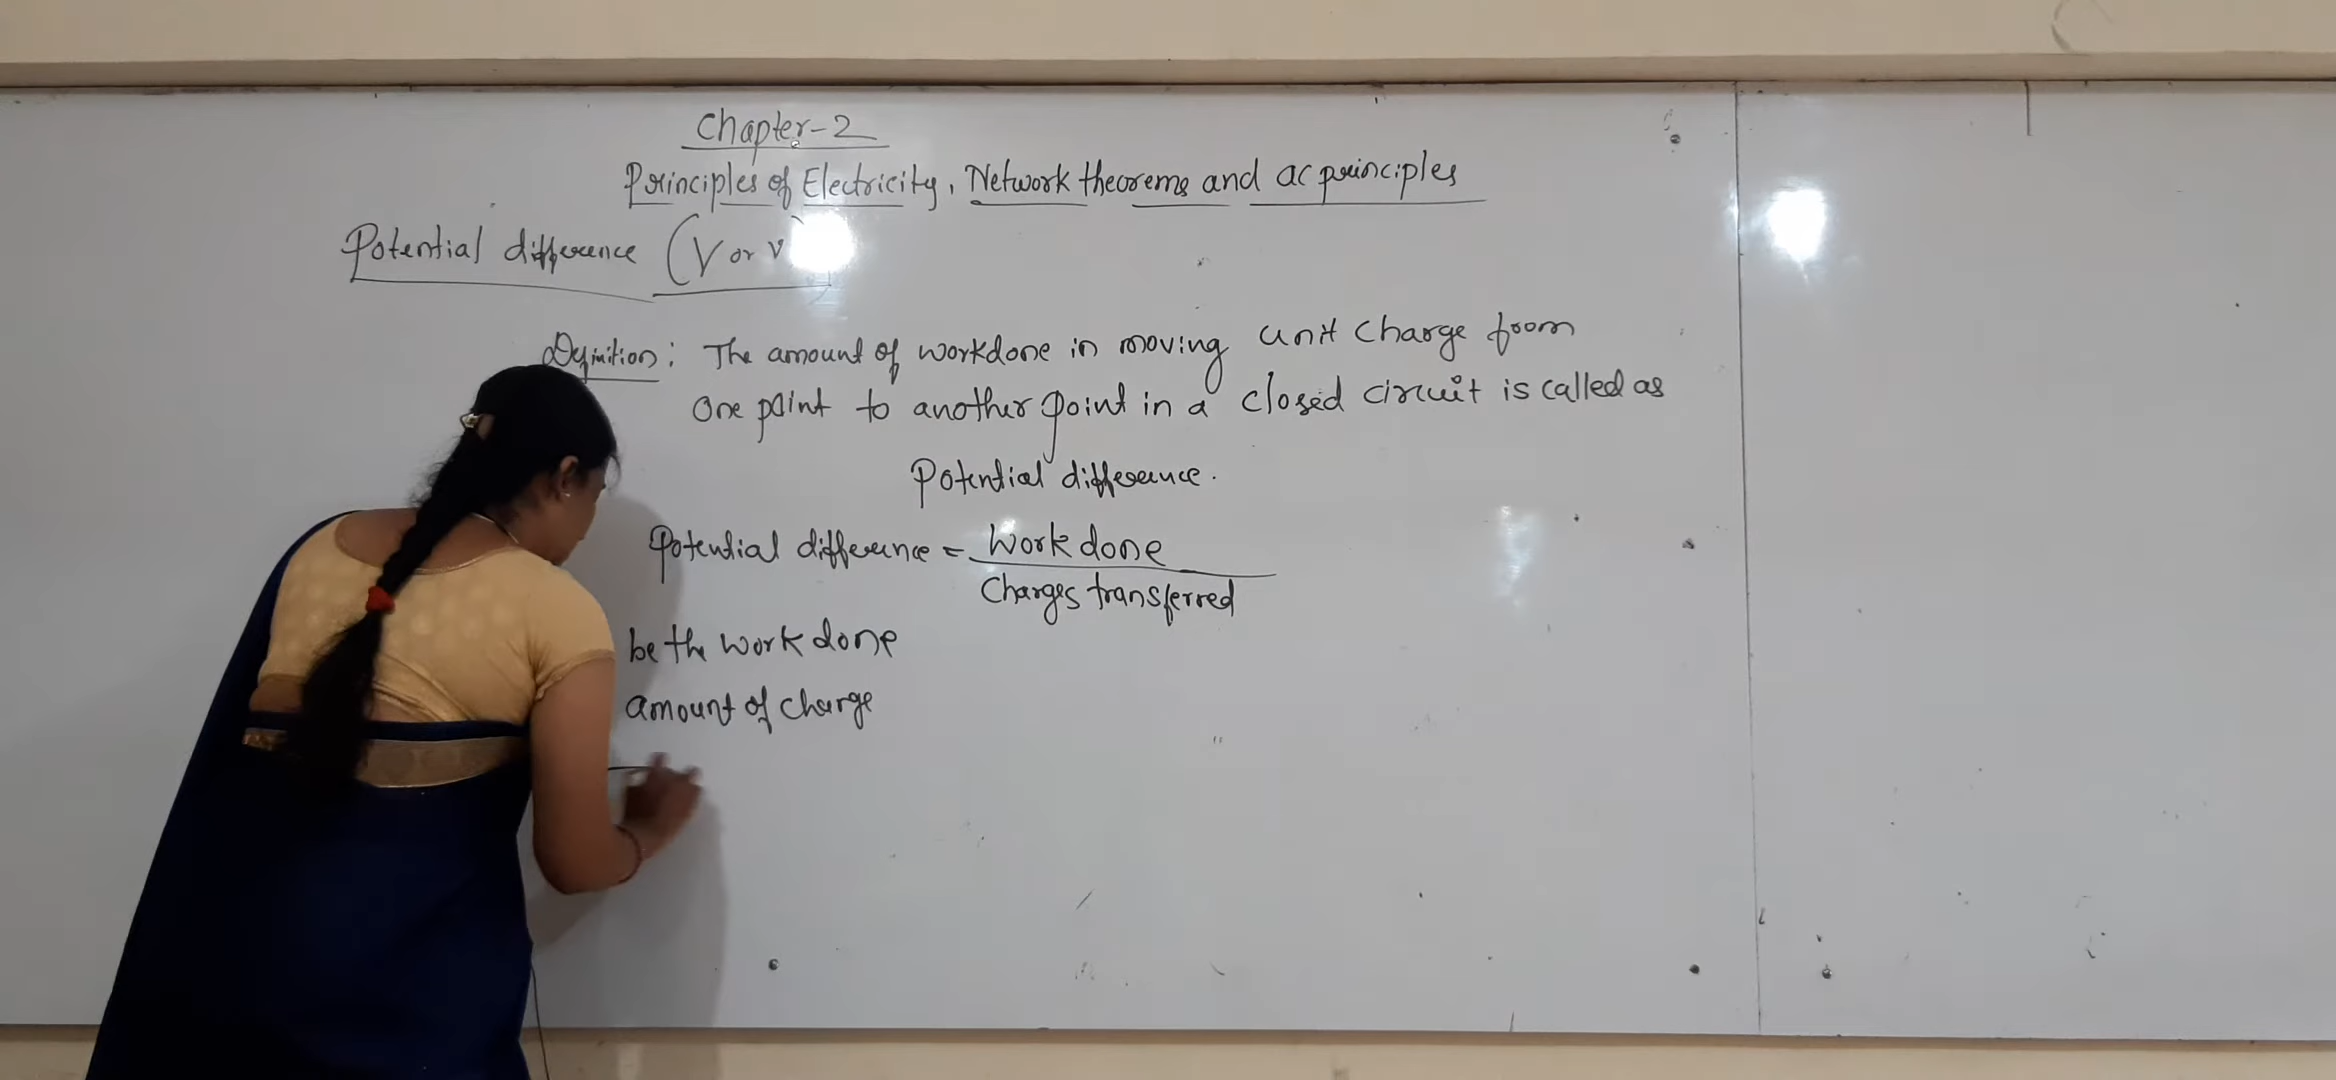 Chapter-2
Principles of Electricity, Network theorems and ac principles
Potential difference (V or v)
Definition: The amount of workdone in moving unit charge from
one point to another point in a closed circuit is called as
Potential difference.
Potential difference = Work done
Charges transferred
be the work done
amount of charge